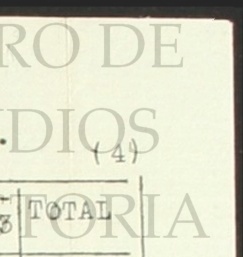 RO DE
DIOS
(4)
3 TOTAL
TORIA